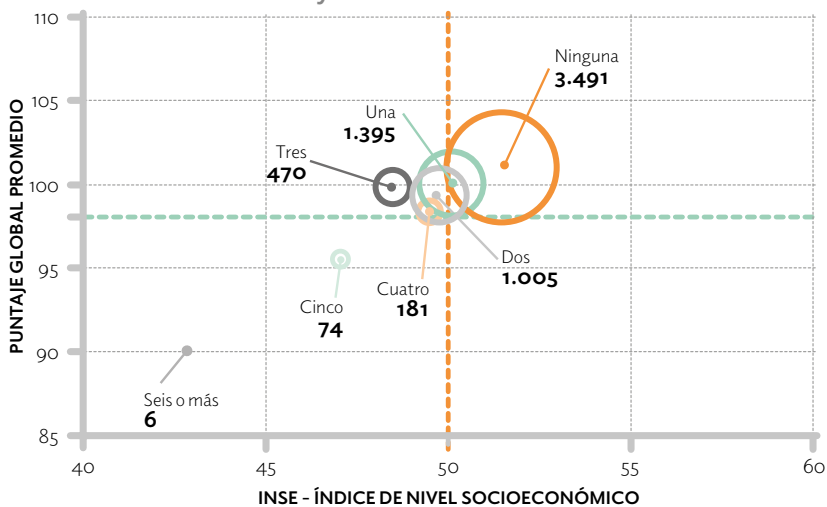 110
105
100
95
90
85
PUNTAJE GLOBAL PROMEDIO
Ninguna
3.491
Una
1.395
Tres
470
Dos
1.005
Cuatro
181
Cinco
74
Seis o más
6
40
45
50
55
60
INSE – ÍNDICE DE NIVEL SOCIOECONÓMICO